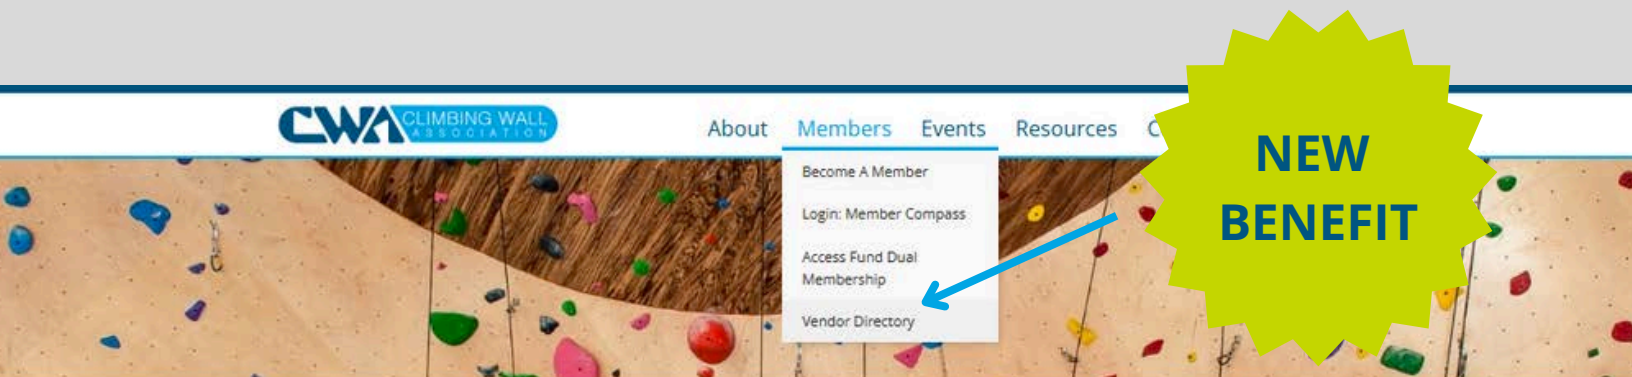 CWA CLIMBING WALL
ASSOCIATION
About Members Events Resources C
Become A Member
Login: Member Compass
Access Fund Dual
Membership
Vendor Directory
NEW
BENEFIT